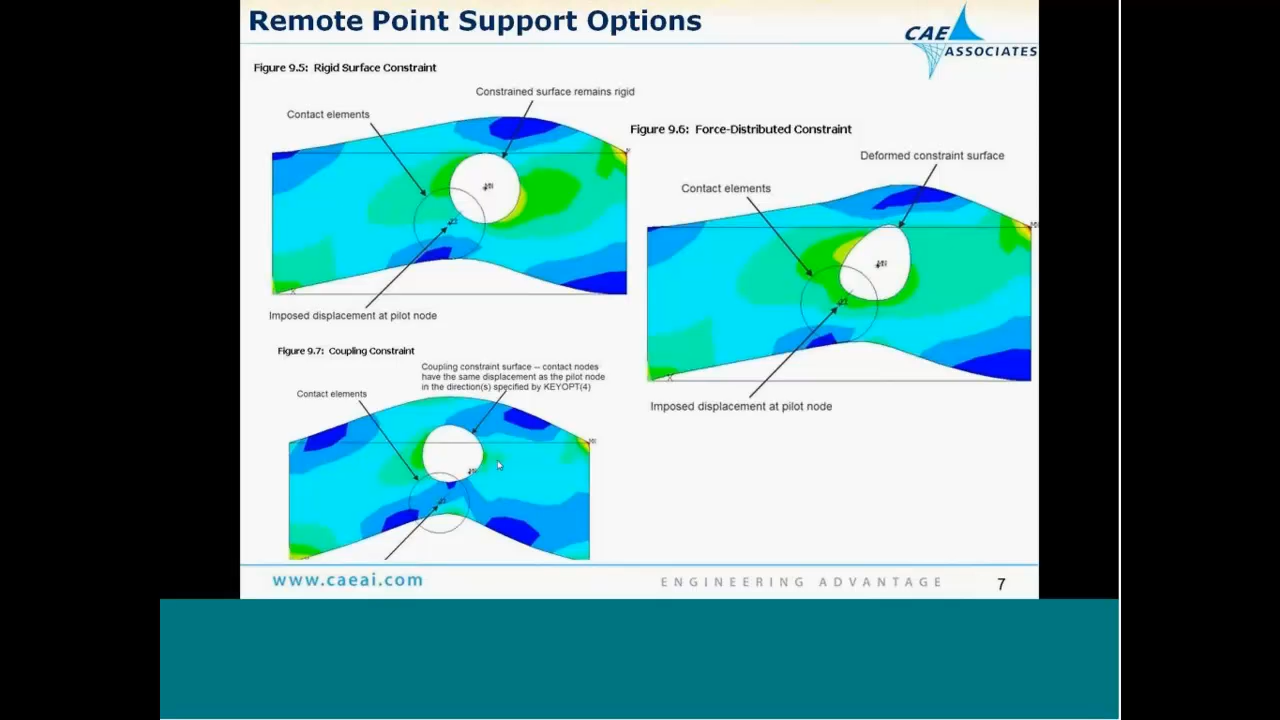 Remote Point Support Options
CAE
ASSOCIATES
Figure 9.5: Rigid Surface Constraint
Constrained surface remains rigid
Contact elements
Imposed displacement at pilot node
Figure 9.6: Force-Distributed Constraint
Deformed constraint surface
Contact elements
Imposed displacement at pilot node
Figure 9.7: Coupling Constraint
Coupling constraint surface -- contact nodes
have the same displacement as the pilot node
in the direction(s) specified by KEYOPT(4)
Contact elements
www.caeai.com
ENGINEERING ADVANTAGE
7